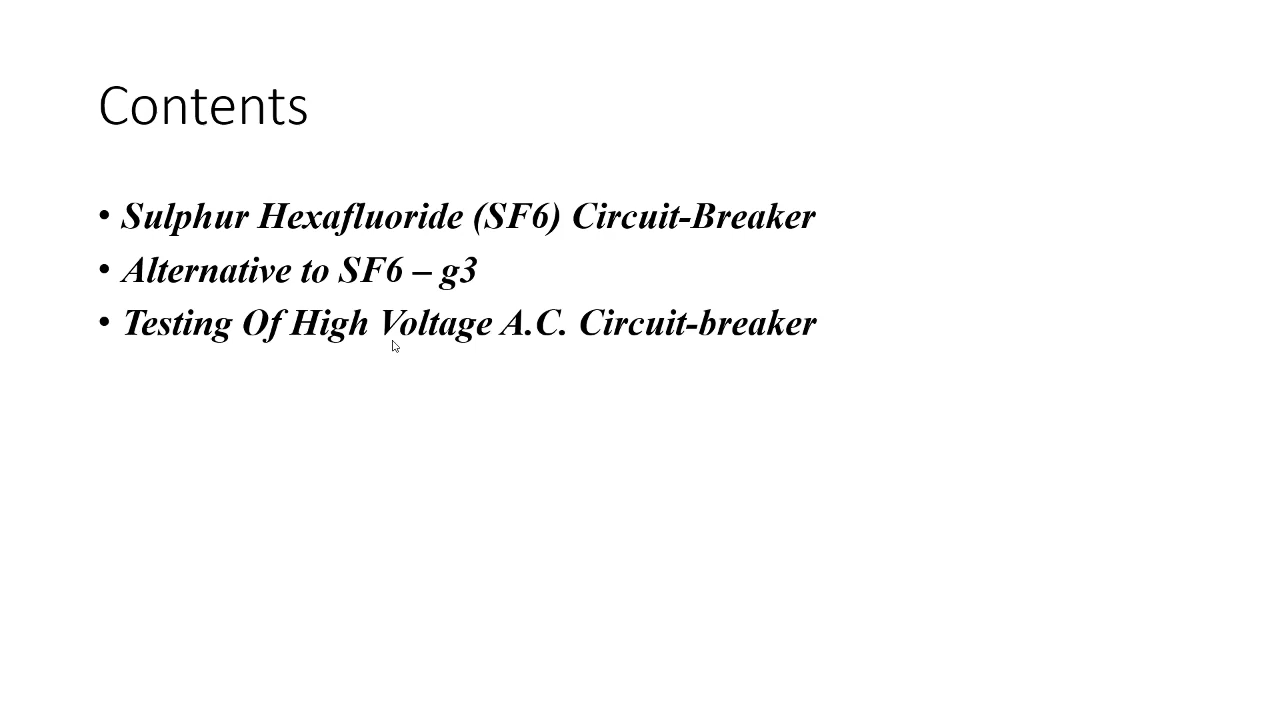 Contents
• Sulphur Hexafluoride (SF6) Circuit-Breaker
• Alternative to SF6 – g3
• Testing Of High Voltage A.C. Circuit-breaker